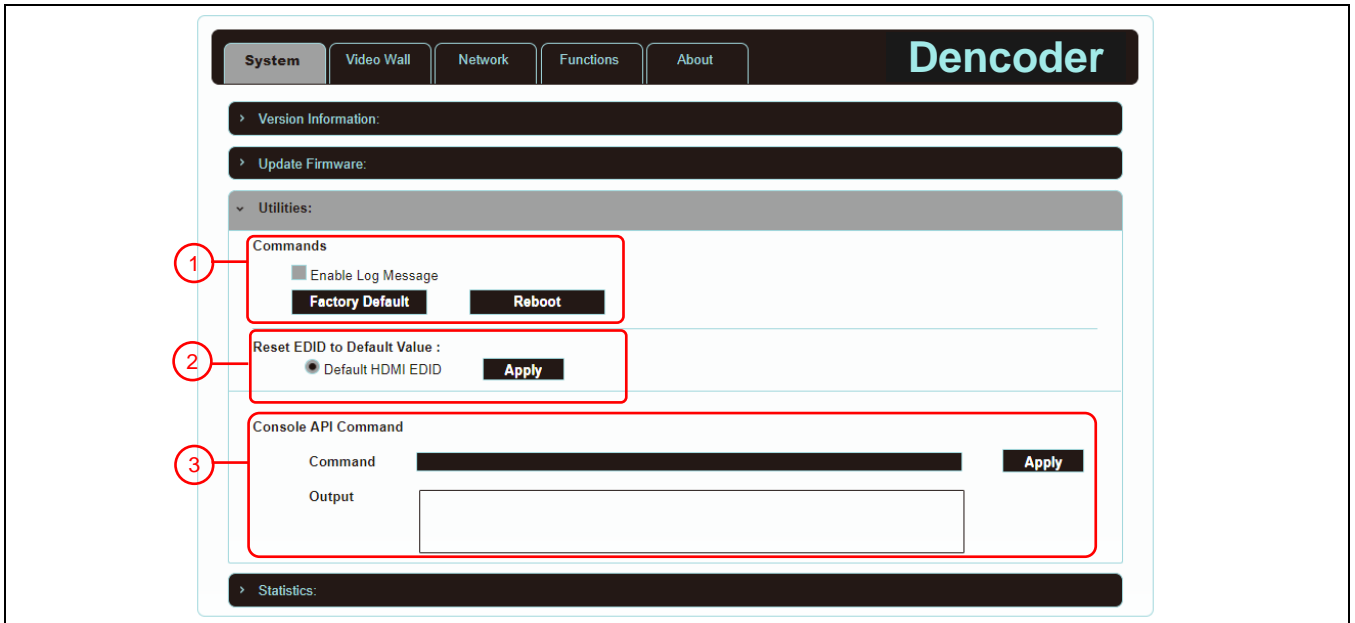 System Video Wall Network Functions About Dencoder
Version Information:
Update Firmware:
Utilities:
1
Commands
Enable Log Message
Factory Default Reboot
2
Reset EDID to Default Value :
Default HDMI EDID Apply
3
Console API Command
Command Apply
Output
Statistics: